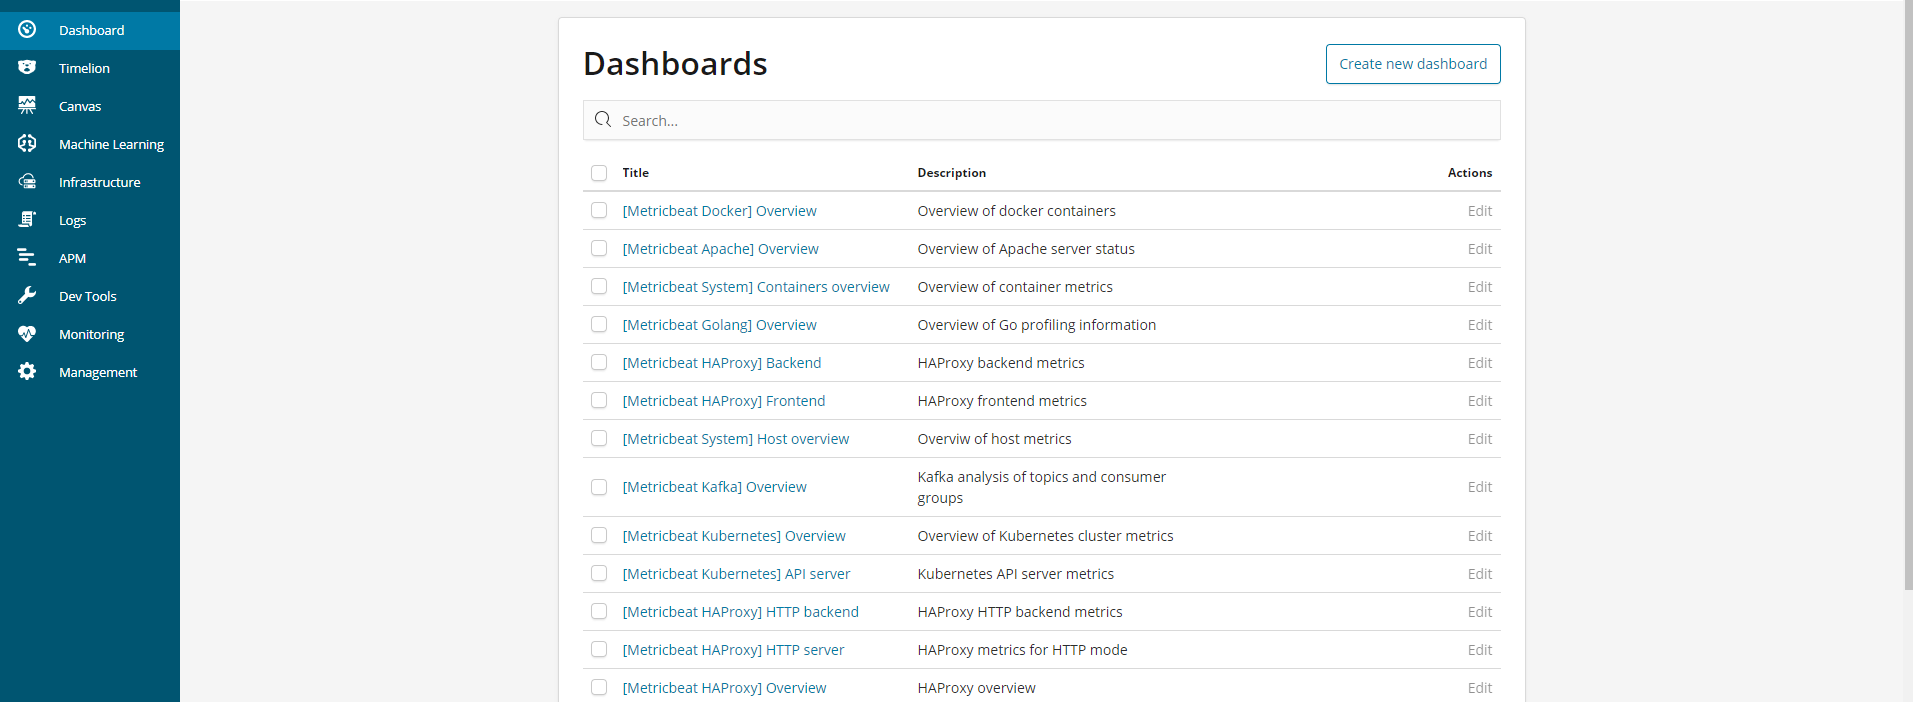 Dashboard
Timelion
Canvas
Machine Learning
Infrastructure
Logs
APM
Dev Tools
Monitoring
Management
Dashboards
Create new dashboard
Search...
Title Description Actions
[Metricbeat Docker] Overview Overview of docker containers Edit
[Metricbeat Apache] Overview Overview of Apache server status Edit
[Metricbeat System] Containers overview Overview of container metrics Edit
[Metricbeat Golang] Overview Overview of Go profiling information Edit
[Metricbeat HAProxy] Backend HAProxy backend metrics Edit
[Metricbeat HAProxy] Frontend HAProxy frontend metrics Edit
[Metricbeat System] Host overview Overviw of host metrics Edit
[Metricbeat Kafka] Overview Kafka analysis of topics and consumer
groups Edit
[Metricbeat Kubernetes] Overview Overview of Kubernetes cluster metrics Edit
[Metricbeat Kubernetes] API server Kubernetes API server metrics Edit
[Metricbeat HAProxy] HTTP backend HAProxy HTTP backend metrics Edit
[Metricbeat HAProxy] HTTP server HAProxy metrics for HTTP mode Edit
[Metricbeat HAProxy] Overview HAProxy overview Edit